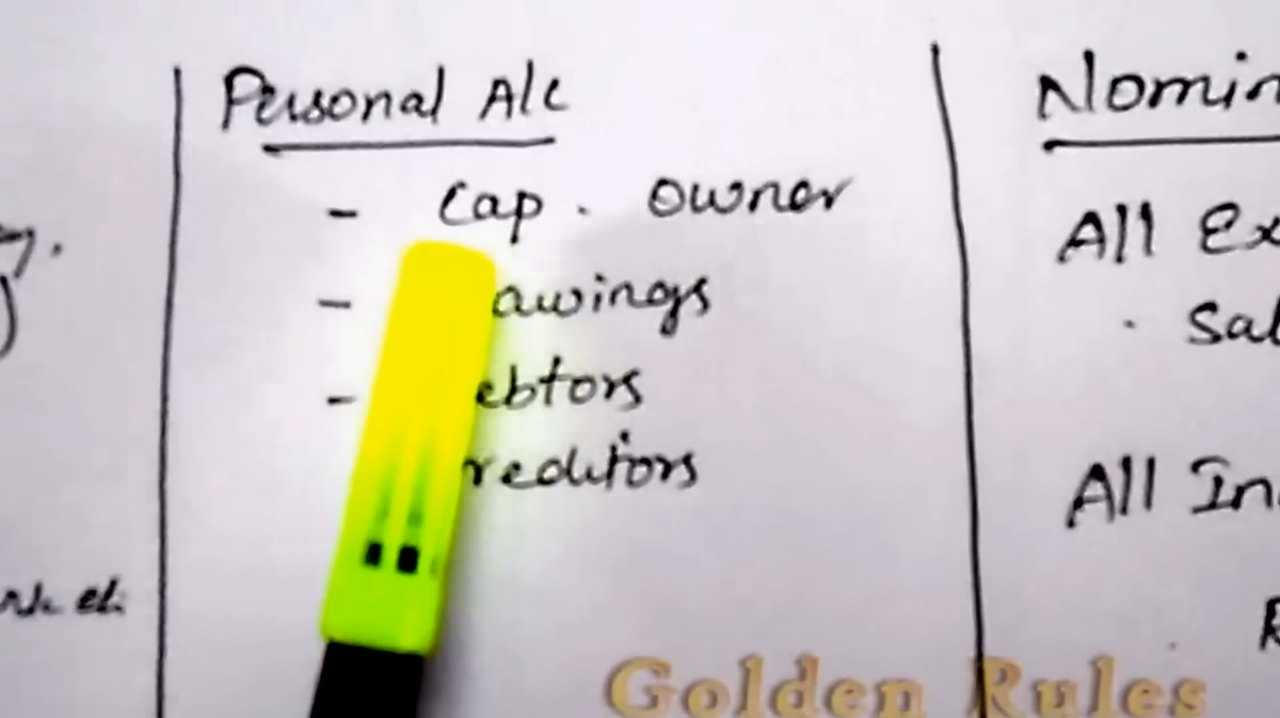 Personal A/c
- Cap. Owner
- awings
- ebtors
reditors
Nomin
All Ex
. Sal
All In
R
Golden Rules